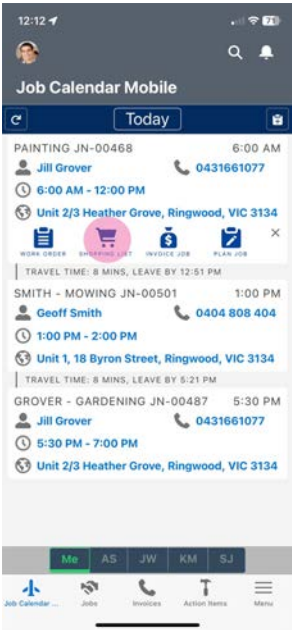 12:12
71
Job Calendar Mobile
Today
PAINTING JN-00468 6:00 AM
Jill Grover 0431661077
6:00 AM - 12:00 PM
Unit 2/3 Heather Grove, Ringwood, VIC 3134
WORK ORDER SHOPPING LIST INVOICE JOB PLAN JOB
TRAVEL TIME: 8 MINS, LEAVE BY 12:51 PM
SMITH - MOWING JN-00501 1:00 PM
Geoff Smith 0404 808 404
1:00 PM - 2:00 PM
Unit 1, 18 Byron Street, Ringwood, VIC 3134
TRAVEL TIME: 8 MINS, LEAVE BY 5:21 PM
GROVER - GARDENING JN-00487 5:30 PM
Jill Grover 0431661077
5:30 PM - 7:00 PM
Unit 2/3 Heather Grove, Ringwood, VIC 3134
Me AS JW KM SJ
Job Calendar ... Jobs Invoices Action Items Menu